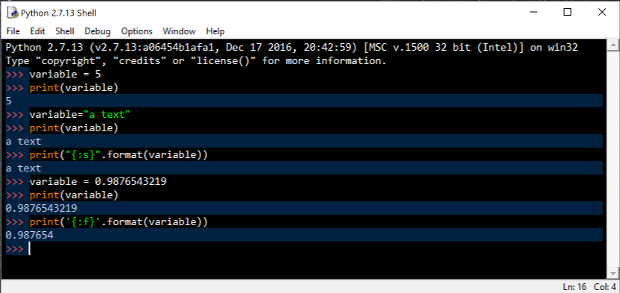 Python 2.7.13 Shell
File Edit Shell Debug Options Window Help
Python 2.7.13 (v2.7.13:a06454b1afa1, Dec 17 2016, 20:42:59) [MSC v.1500 32 bit (Intel)] on win32
Type "copyright", "credits" or "license()" for more information.
>>> variable = 5
>>> print(variable)
5
>>> variable="a text"
>>> print(variable)
a text
>>> print("{:s}".format(variable))
a text
>>> variable = 0.9876543219
>>> print(variable)
0.9876543219
>>> print('{:f}'.format(variable))
0.987654
>>>
Ln: 16 Col: 4